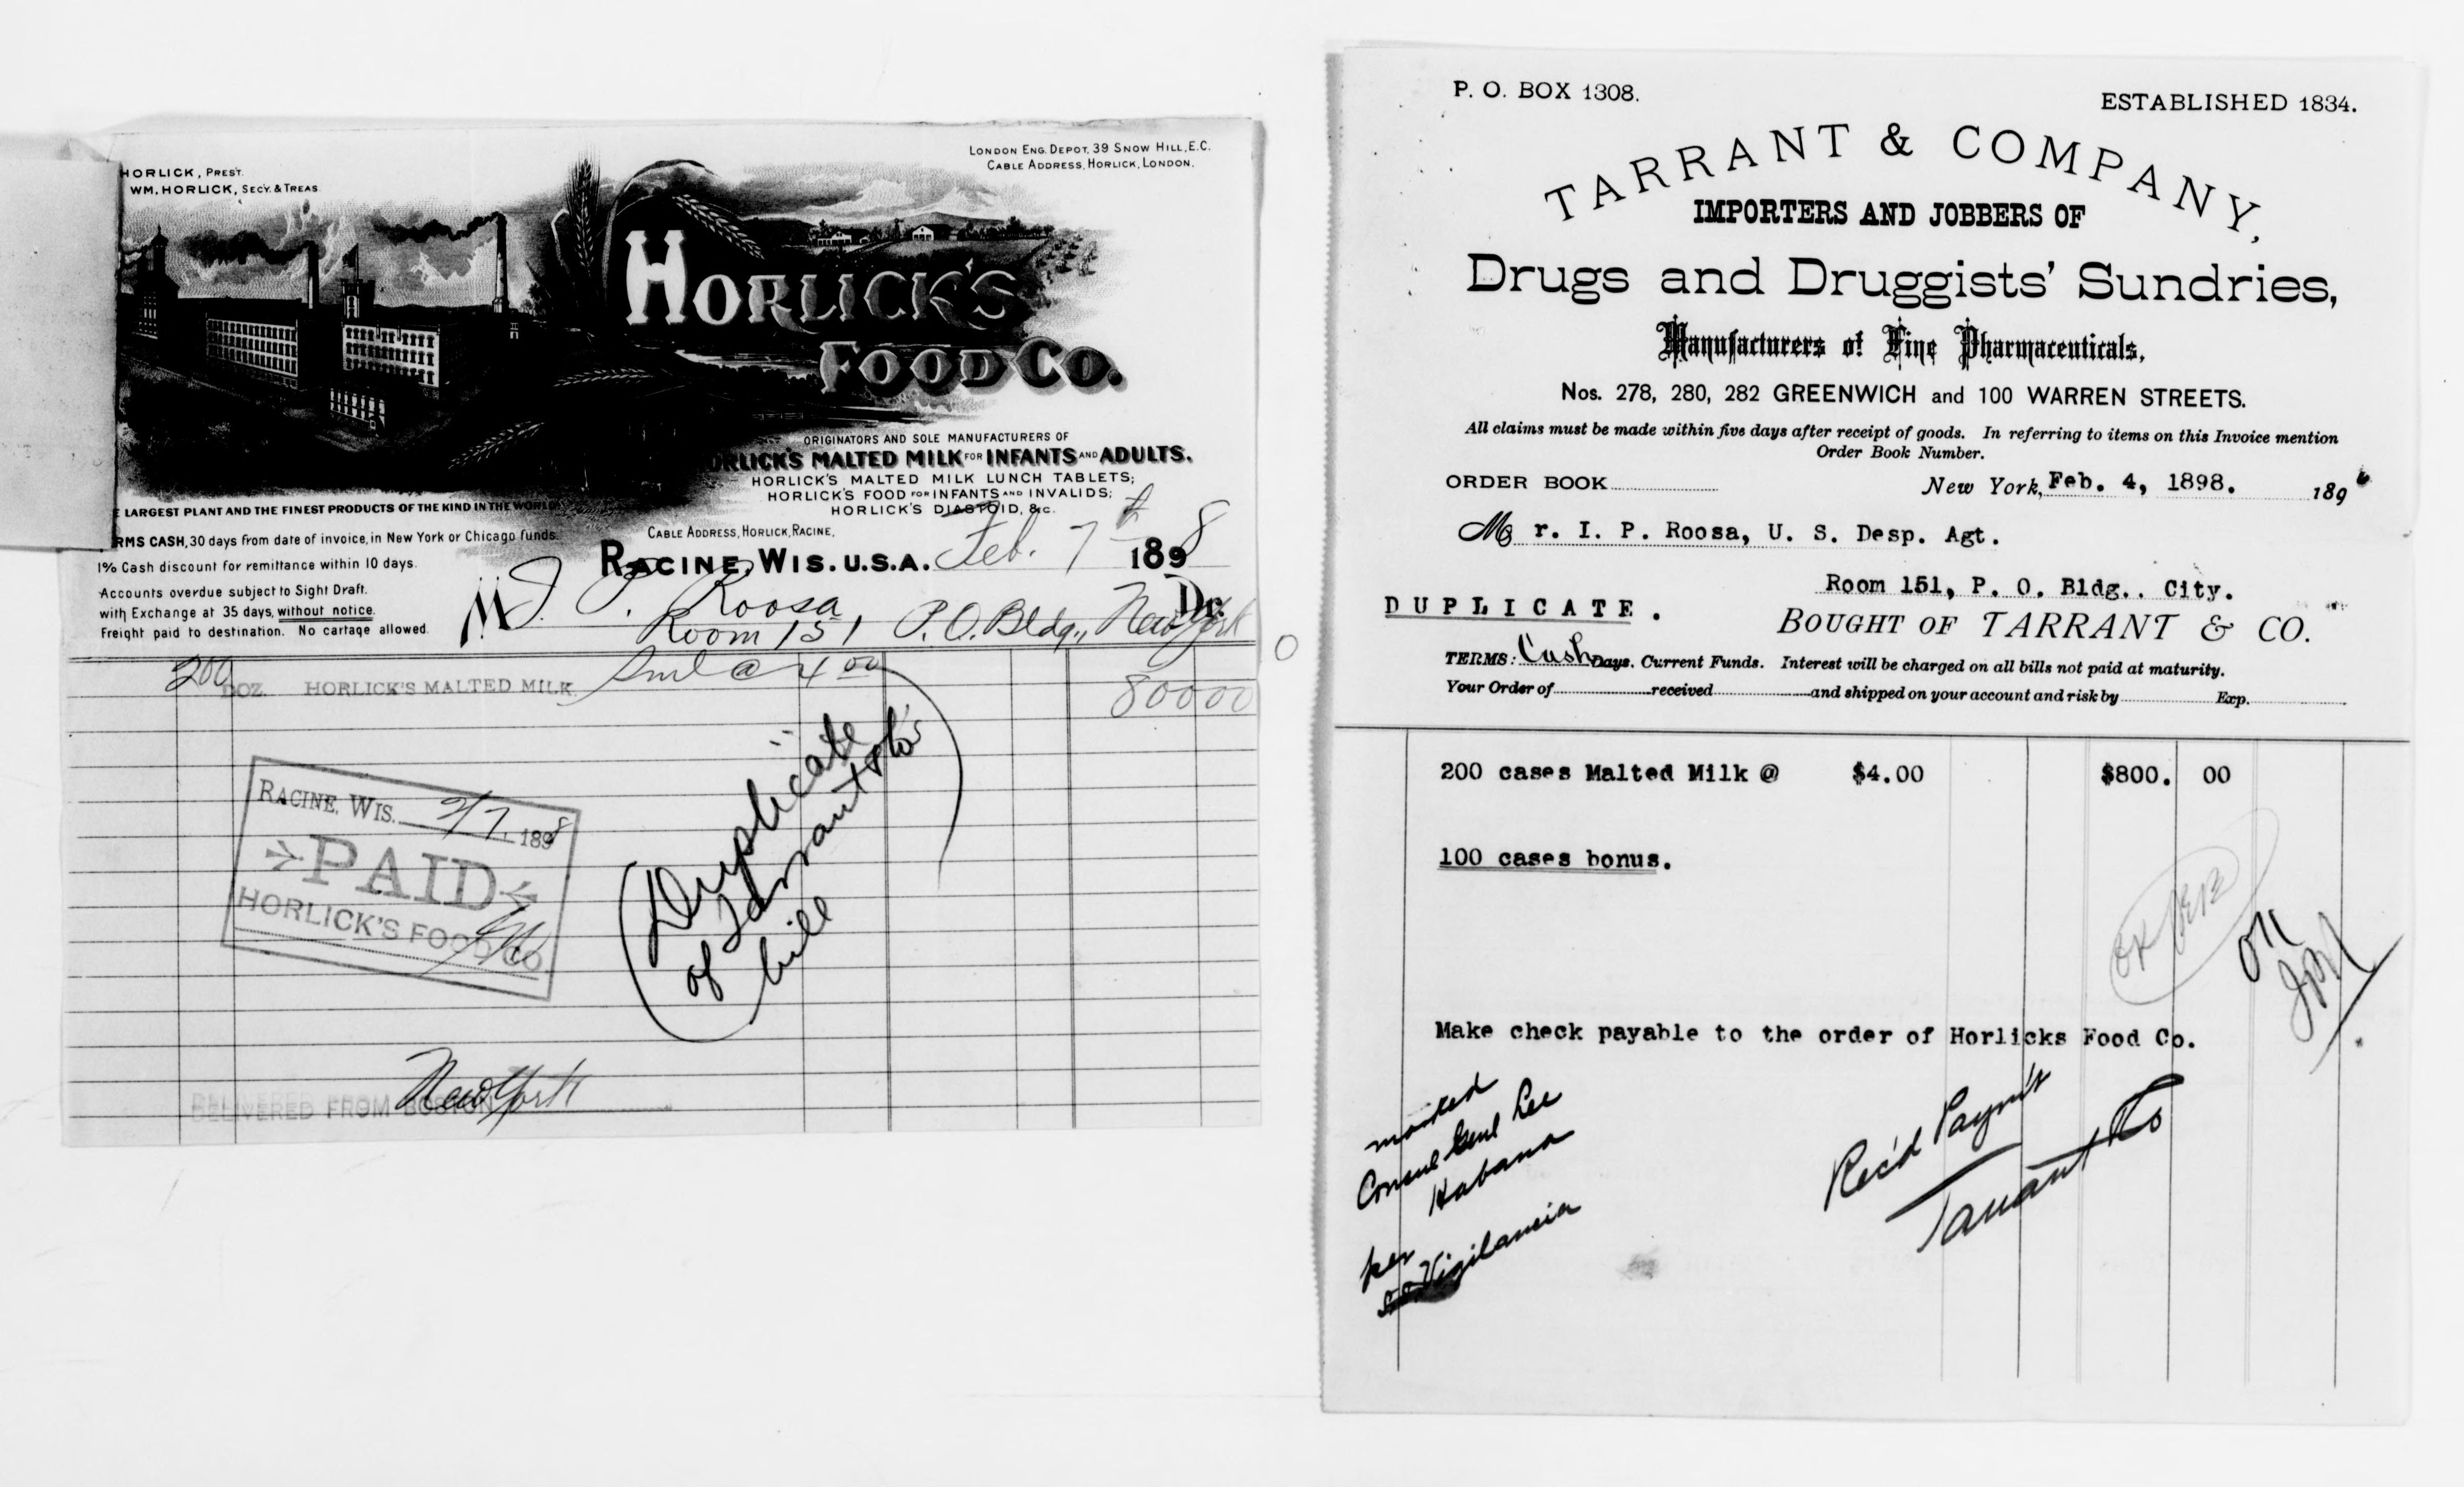 HORLICK, PREST.
WM. HORLICK, SEC'Y. & TREAS.
LONDON ENG. DEPOT, 39 SNOW HILL, E.C.
CABLE ADDRESS, HORLICK, LONDON.
HORLICK'S
FOOD CO.
ORIGINATORS AND SOLE MANUFACTURERS OF
RLICK'S MALTED MILK FOR INFANTS AND ADULTS.
HORLICK'S MALTED MILK LUNCH TABLETS;
HORLICK'S FOOD FOR INFANTS AND INVALIDS;
HORLICK'S DIASTOID, &c.
E LARGEST PLANT AND THE FINEST PRODUCTS OF THE KIND IN THE WORLD.
RMS CASH, 30 days from date of invoice, in New York or Chicago funds.
1% Cash discount for remittance within 10 days.
Accounts overdue subject to Sight Draft.
with Exchange at 35 days, without notice.
Freight paid to destination. No cartage allowed.
CABLE ADDRESS, HORLICK, RACINE,
RACINE, WIS. U.S.A. Feb. 7th 1898
M J. P. Roosa Dr.
Room 151 P.O. Bldg., New York
200 DOZ. HORLICK'S MALTED MILK Sml @ 4 00 800 00
RACINE, WIS. 2/7 1898
PAID
HORLICK'S FOOD CO.
Duplicate
of Tarrant & Co's
bill
DELIVERED FROM BOSTON New York
P. O. BOX 1308.
ESTABLISHED 1834.
TARRANT & COMPANY,
IMPORTERS AND JOBBERS OF
Drugs and Druggists' Sundries,
Manufacturers of Fine Pharmaceuticals,
Nos. 278, 280, 282 GREENWICH and 100 WARREN STREETS.
All claims must be made within five days after receipt of goods. In referring to items on this Invoice mention
Order Book Number.
ORDER BOOK New York, Feb. 4, 1898. 189
Mr. I. P. Roosa, U. S. Desp. Agt.
Room 151, P. O. Bldg.. City.
DUPLICATE.
BOUGHT OF TARRANT & CO.
TERMS: Cash Days. Current Funds. Interest will be charged on all bills not paid at maturity.
Your Order of received and shipped on your account and risk by Exp.
200 cases Malted Milk @ $4.00 $800. 00
100 cases bonus.
OK
OK
Make check payable to the order of Horlicks Food Co.
marked
Consul Genl Lee
Habana
per
S.S. Vigilancia
Rec'd Paym't
Tarrant & Co